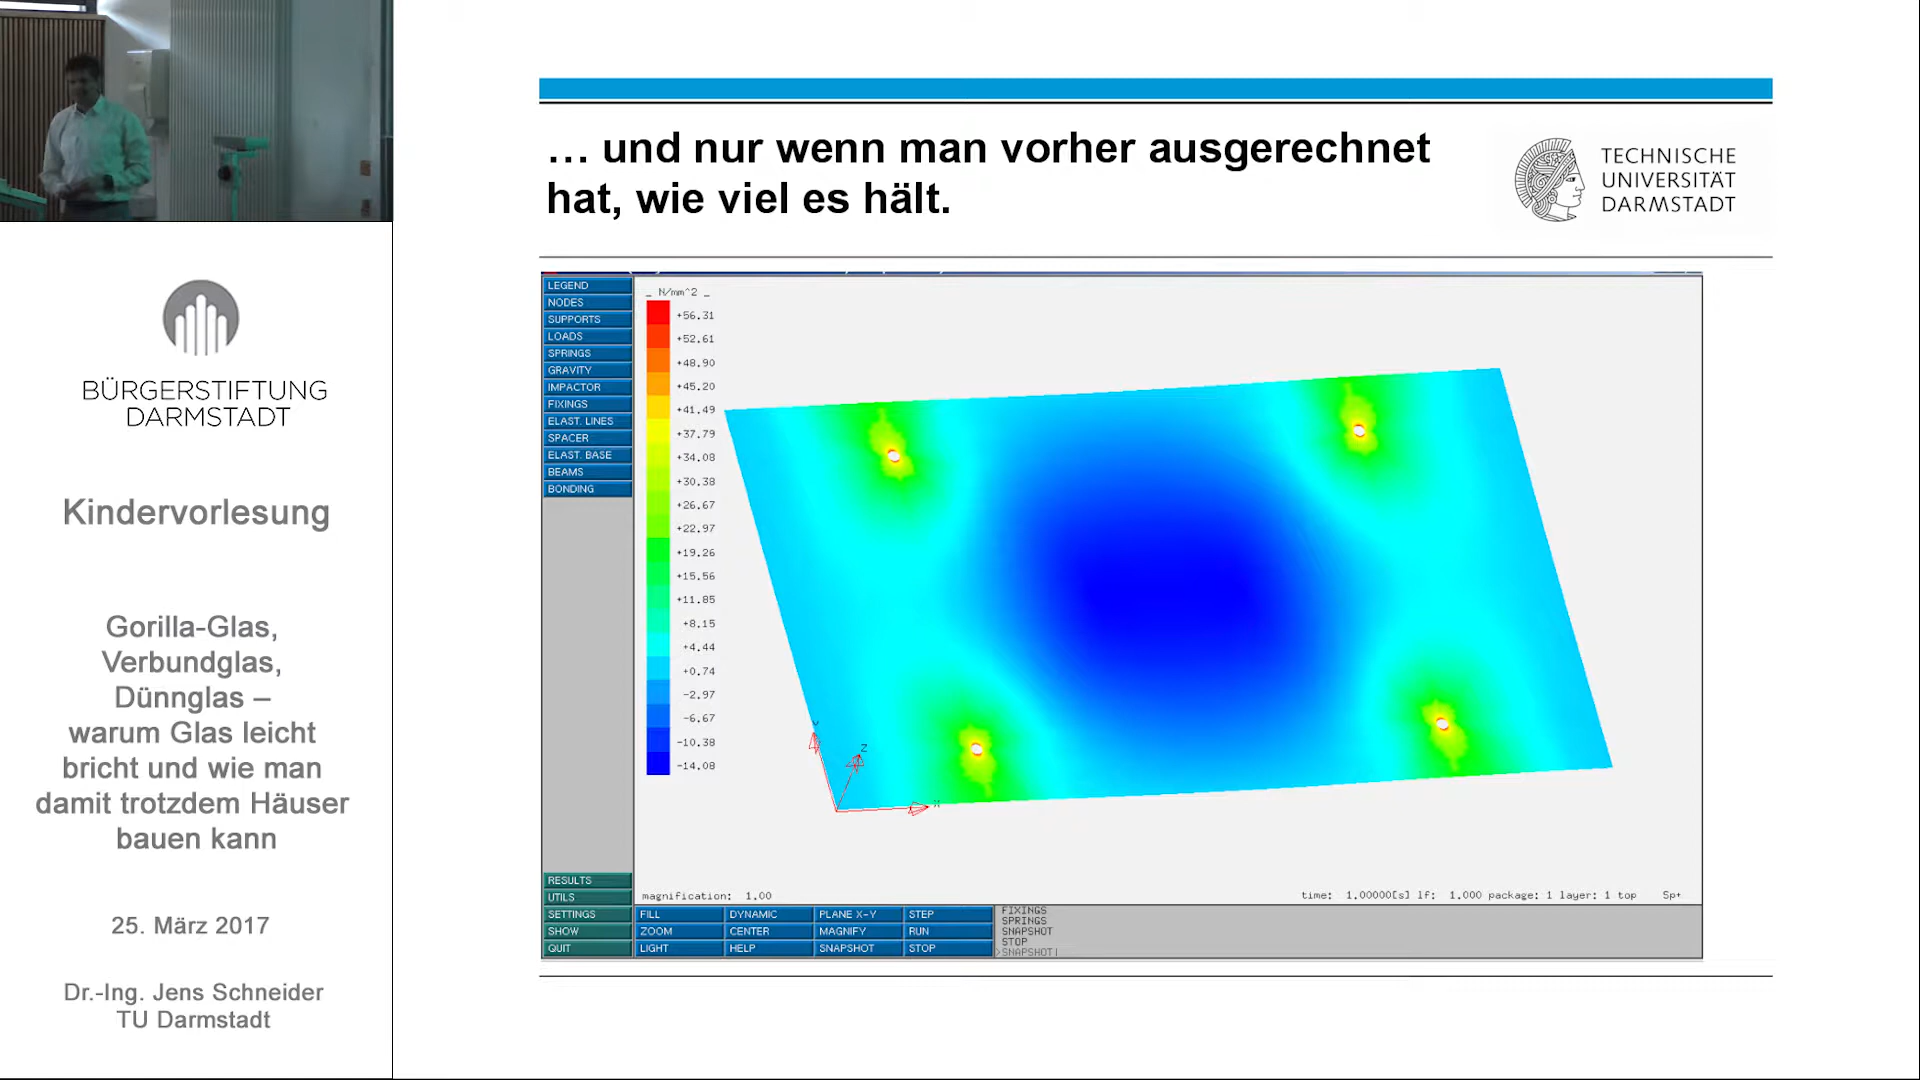 … und nur wenn man vorher ausgerechnet
hat, wie viel es hält.
TECHNISCHE
UNIVERSITÄT
DARMSTADT
BÜRGERSTIFTUNG
DARMSTADT
Kindervorlesung
Gorilla-Glas,
Verbundglas,
Dünnglas –
warum Glas leicht
bricht und wie man
damit trotzdem Häuser
bauen kann
25. März 2017
Dr.-Ing. Jens Schneider
TU Darmstadt
LEGEND
NODES
SUPPORTS
LOADS
SPRINGS
GRAVITY
IMPACTOR
FIXINGS
ELAST. LINES
SPACER
ELAST. BASE
BEAMS
BONDING
_ N/mm^2 _
+56.31
+52.61
+48.90
+45.20
+41.49
+37.79
+34.08
+30.38
+26.67
+22.97
+19.26
+15.56
+11.85
+8.15
+4.44
+0.74
-2.97
-6.67
-10.38
-14.08
Z
X
magnification: 1.00
time: 1.00000[s] lf: 1.000 package: 1 layer: 1 top Sp+
RESULTS
UTILS
SETTINGS
SHOW
QUIT
FILL DYNAMIC PLANE X-Y STEP
ZOOM CENTER MAGNIFY RUN
LIGHT HELP SNAPSHOT STOP
FIXINGS
SPRINGS
SNAPSHOT
STOP
>SNAPSHOT|